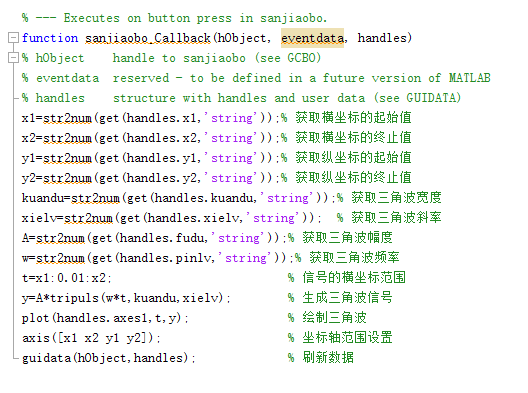 % --- Executes on button press in sanjiaobo.
function sanjiaobo_Callback(hObject, eventdata, handles)
% hObject    handle to sanjiaobo (see GCBO)
% eventdata  reserved - to be defined in a future version of MATLAB
% handles    structure with handles and user data (see GUIDATA)
x1=str2num(get(handles.x1,'string'));% 获取横坐标的起始值
x2=str2num(get(handles.x2,'string'));% 获取横坐标的终止值
y1=str2num(get(handles.y1,'string'));% 获取纵坐标的起始值
y2=str2num(get(handles.y2,'string'));% 获取纵坐标的终止值
kuandu=str2num(get(handles.kuandu,'string'));% 获取三角波宽度
xielv=str2num(get(handles.xielv,'string'));  % 获取三角波斜率
A=str2num(get(handles.fudu,'string'));% 获取三角波幅度
w=str2num(get(handles.pinlv,'string'));% 获取三角波频率
t=x1:0.01:x2;                         % 信号的横坐标范围
y=A*tripuls(w*t,kuandu,xielv);        % 生成三角波信号
plot(handles.axes1,t,y);              % 绘制三角波
axis([x1 x2 y1 y2]);                  % 坐标轴范围设置
guidata(hObject,handles);             % 刷新数据